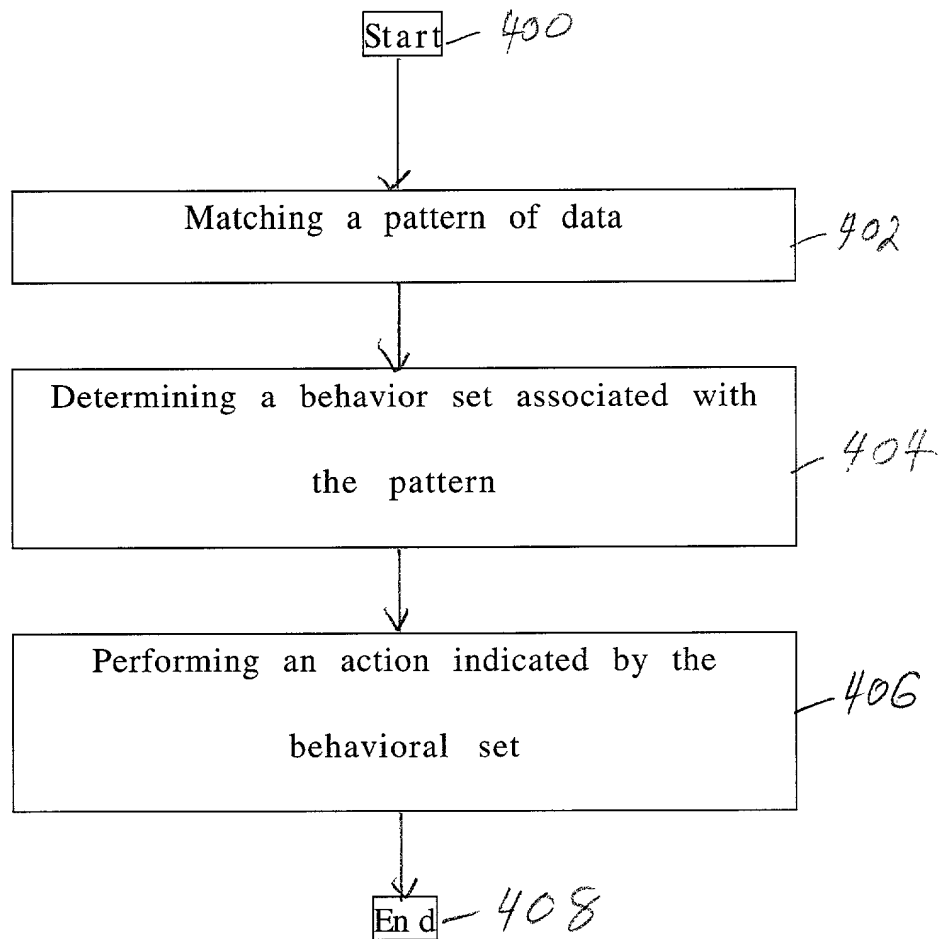 Start 400
Matching a pattern of data
402
Determining a behavior set associated with
the pattern
404
Performing an action indicated by the
behavioral set
406
End 408